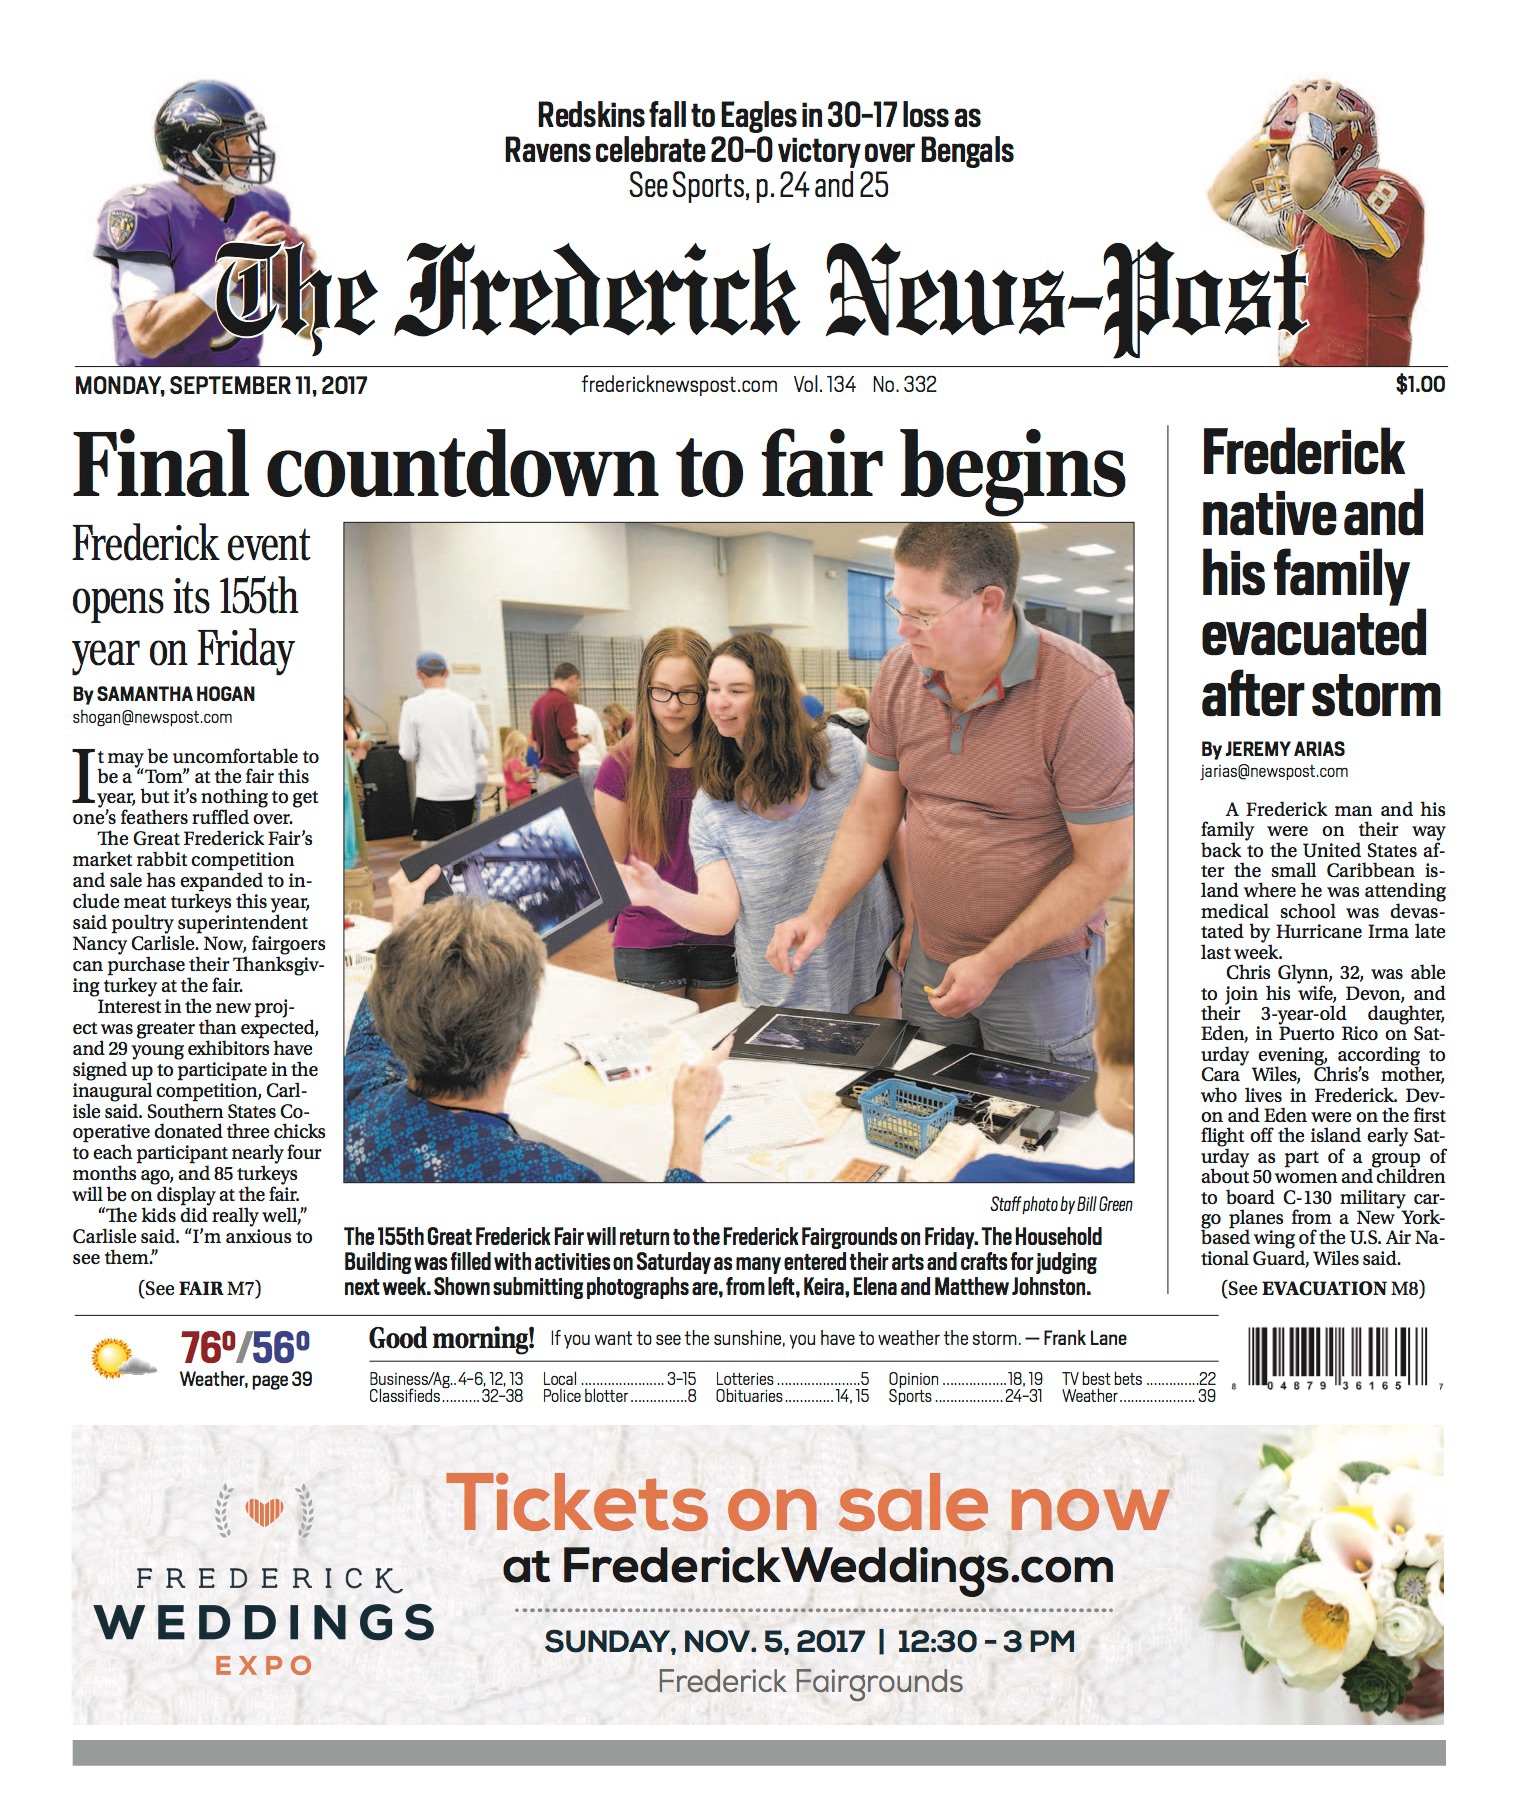 Redskins fall to Eagles in 30–17 loss as
Ravens celebrate 20–0 victory over Bengals
See Sports, p. 24 and 25
The Frederick News-Post
MONDAY, SEPTEMBER 11, 2017
fredericknewspost.com Vol. 134 No. 332
$1.00
Final countdown to fair begins
Frederick event
opens its 155th
year on Friday
By SAMANTHA HOGAN
shogan@newspost.com
It may be uncomfortable to
be a “Tom” at the fair this
year, but it’s nothing to get
one’s feathers ruffled over.
The Great Frederick Fair’s
market rabbit competition
and sale has expanded to in-
clude meat turkeys this year,
said poultry superintendent
Nancy Carlisle. Now, fairgoers
can purchase their Thanksgiv-
ing turkey at the fair.
Interest in the new proj-
ect was greater than expected,
and 29 young exhibitors have
signed up to participate in the
inaugural competition, Carl-
isle said. Southern States Co-
operative donated three chicks
to each participant nearly four
months ago, and 85 turkeys
will be on display at the fair.
“The kids did really well,”
Carlisle said. “I’m anxious to
see them.”
(See FAIR M7)
8
Staff photo by Bill Green
The 155th Great Frederick Fair will return to the Frederick Fairgrounds on Friday. The Household
Building was filled with activities on Saturday as many entered their arts and crafts for judging
next week. Shown submitting photographs are, from left, Keira, Elena and Matthew Johnston.
Frederick
native and
his family
evacuated
after storm
By JEREMY ARIAS
jarias@newspost.com
A Frederick man and his
family were on their way
back to the United States af-
ter the small Caribbean is-
land where he was attending
medical school was devas-
tated by Hurricane Irma late
last week.
Chris Glynn, 32, was able
to join his wife, Devon, and
their 3-year-old daughter,
Eden, in Puerto Rico on Sat-
urday evening, according to
Cara Wiles, Chris’s mother,
who lives in Frederick. Dev-
on and Eden were on the first
flight off the island early Sat-
urday as part of a group of
about 50 women and children
to board C-130 military car-
go planes from a New York-
based wing of the U.S. Air Na-
tional Guard, Wiles said.
(See EVACUATION M8)
76º/56º
Weather, page 39
Good morning! If you want to see the sunshine, you have to weather the storm. — Frank Lane
Business/Ag..4–6, 12, 13 Local ......................3–15 Lotteries ......................5 Opinion .................18, 19 TV best bets .............22
Classifieds..........32–38 Police blotter...............8 Obituaries.............14, 15 Sports ..................24–31 Weather.................... 39
8 04879 36165 7
FREDERICK
WEDDINGS
EXPO
Tickets on sale now
at FrederickWeddings.com
SUNDAY, NOV. 5, 2017 | 12:30 - 3 PM
Frederick Fairgrounds